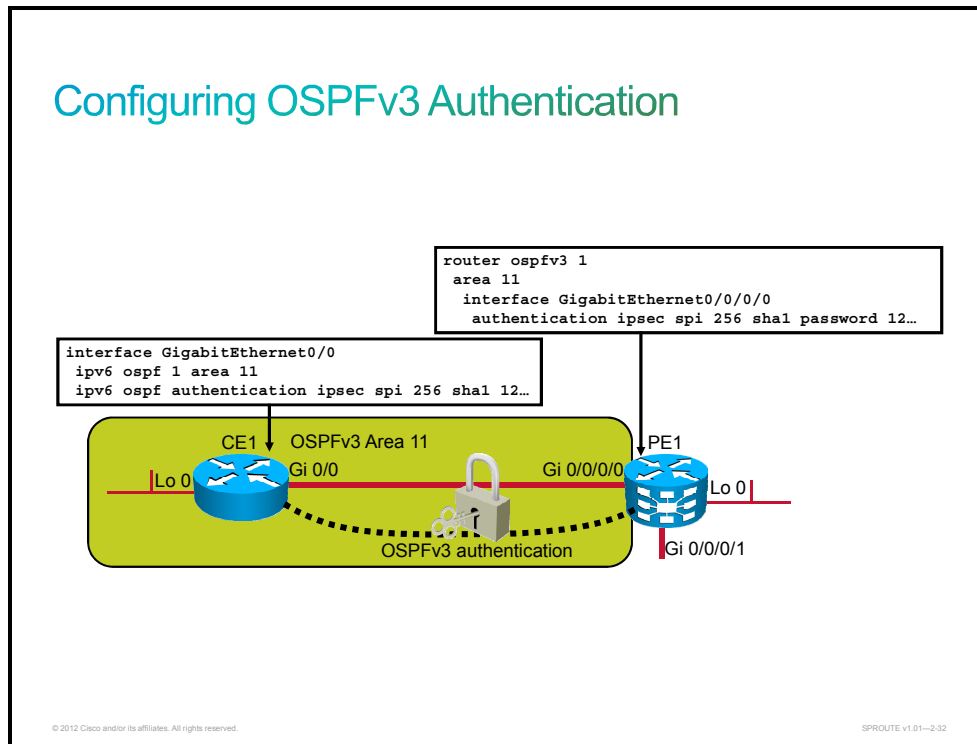 Configuring OSPFv3 Authentication
router ospfv3 1
area 11
interface GigabitEthernet0/0/0/0
authentication ipsec spi 256 sha1 password 12…
interface GigabitEthernet0/0
ipv6 ospf 1 area 11
ipv6 ospf authentication ipsec spi 256 sha1 12…
CE1
OSPFv3 Area 11
PE1
Lo 0
Gi 0/0
Gi 0/0/0/0
Lo 0
OSPFv3 authentication
Gi 0/0/0/1
© 2012 Cisco and/or its affiliates. All rights reserved.
SPROUTE v1.01—2-32